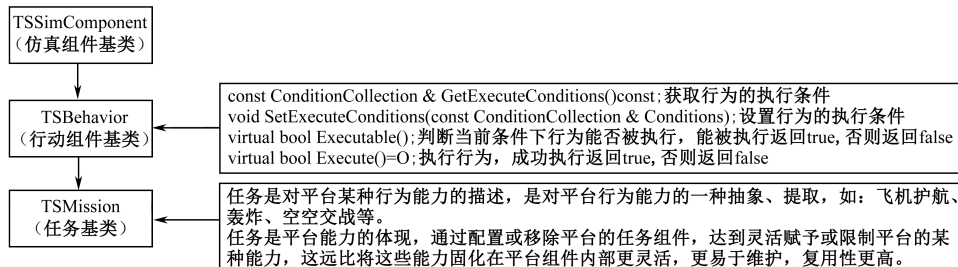 TSSimComponent
（仿真组件基类）
TSBehavior
（行动组件基类）
const ConditionCollection & GetExecuteConditions()const;获取行为的执行条件
void SetExecuteConditions(const ConditionCollection & Conditions);设置行为的执行条件
virtual bool Executable();判断当前条件下行为能否被执行，能被执行返回true,否则返回false
virtual bool Execute()=O;执行行为，成功执行返回true,否则返回false
TSMission
（任务基类）
任务是对平台某种行为能力的描述，是对平台行为能力的一种抽象、提取，如：飞机护航、
轰炸、空空交战等。
任务是平台能力的体现，通过配置或移除平台的任务组件，达到灵活赋予或限制平台的某
种能力，这远比将这些能力固化在平台组件内部更灵活，更易于维护，复用性更高。